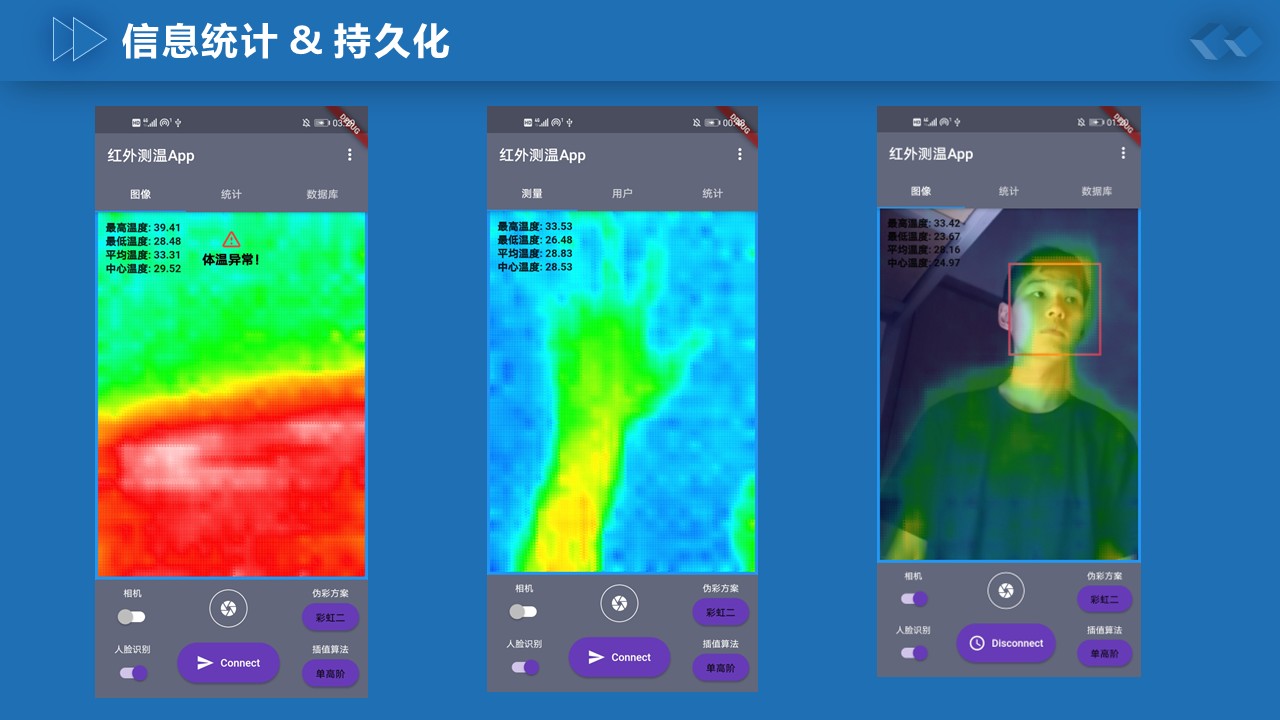 信息统计 & 持久化
03:29
DEBUG
红外测温App
图像 统计 数据库
最高温度: 39.41
最低温度: 28.48
平均温度: 33.31
中心温度: 29.52
体温异常!
相机
伪彩方案
彩虹二
人脸识别
插值算法
Connect
单高阶
DEBUG
红外测温App
测量 用户 统计
最高温度: 33.53
最低温度: 26.48
平均温度: 28.83
中心温度: 28.53
相机
伪彩方案
彩虹二
人脸识别
插值算法
Connect
单高阶
DEBUG
红外测温App
图像 统计 数据库
最高温度: 33.42
最低温度: 23.67
平均温度: 28.16
中心温度: 24.97
相机
伪彩方案
彩虹二
人脸识别
插值算法
Disconnect
单高阶